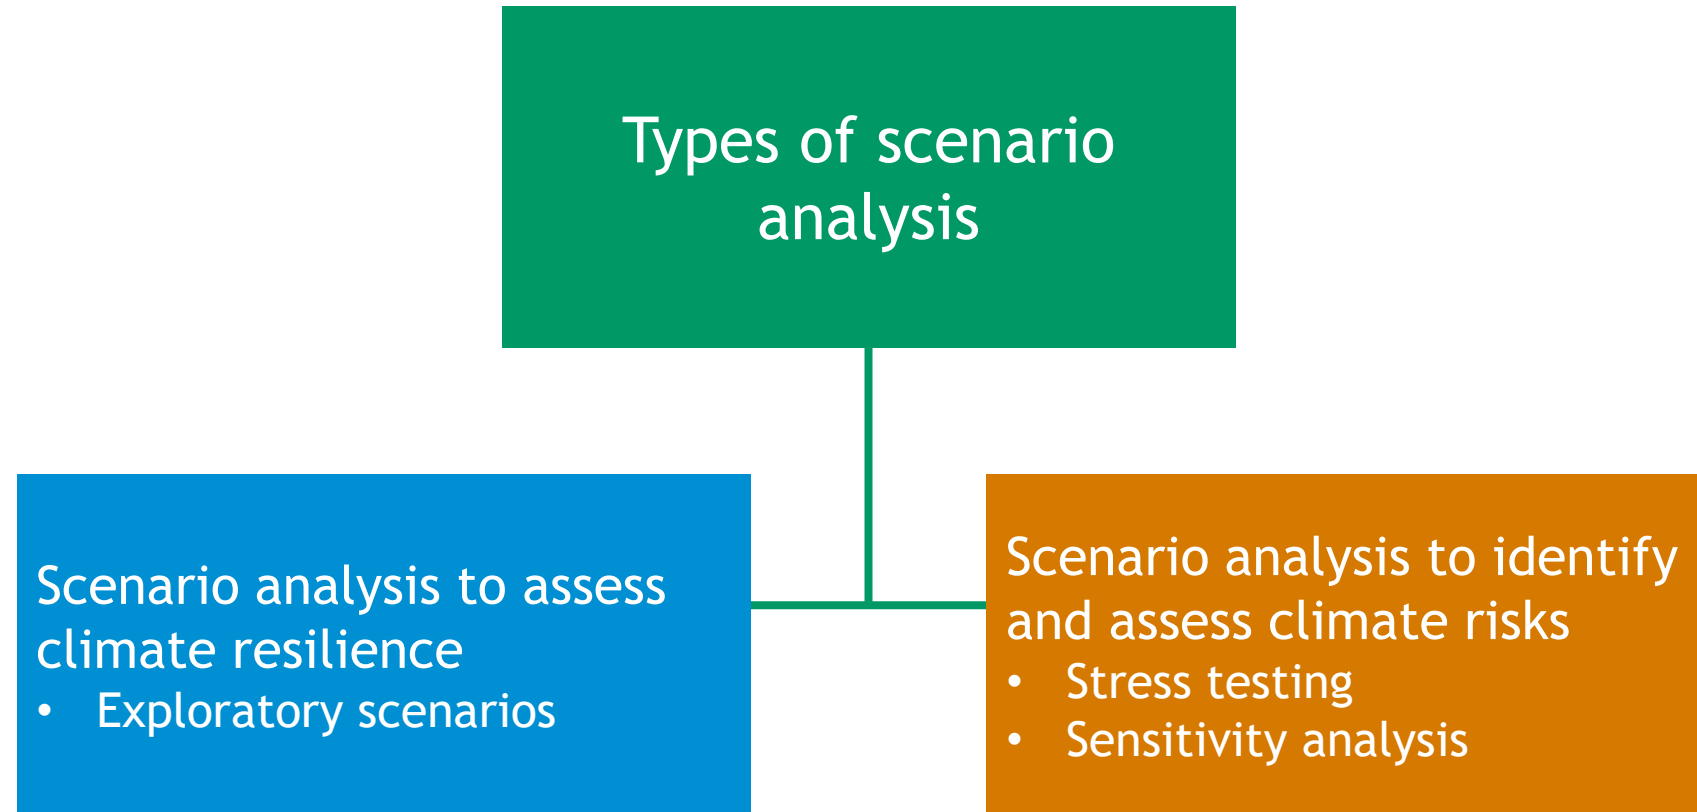 Types of scenario
analysis
Scenario analysis to assess
climate resilience
• Exploratory scenarios
Scenario analysis to identify
and assess climate risks
• Stress testing
• Sensitivity analysis